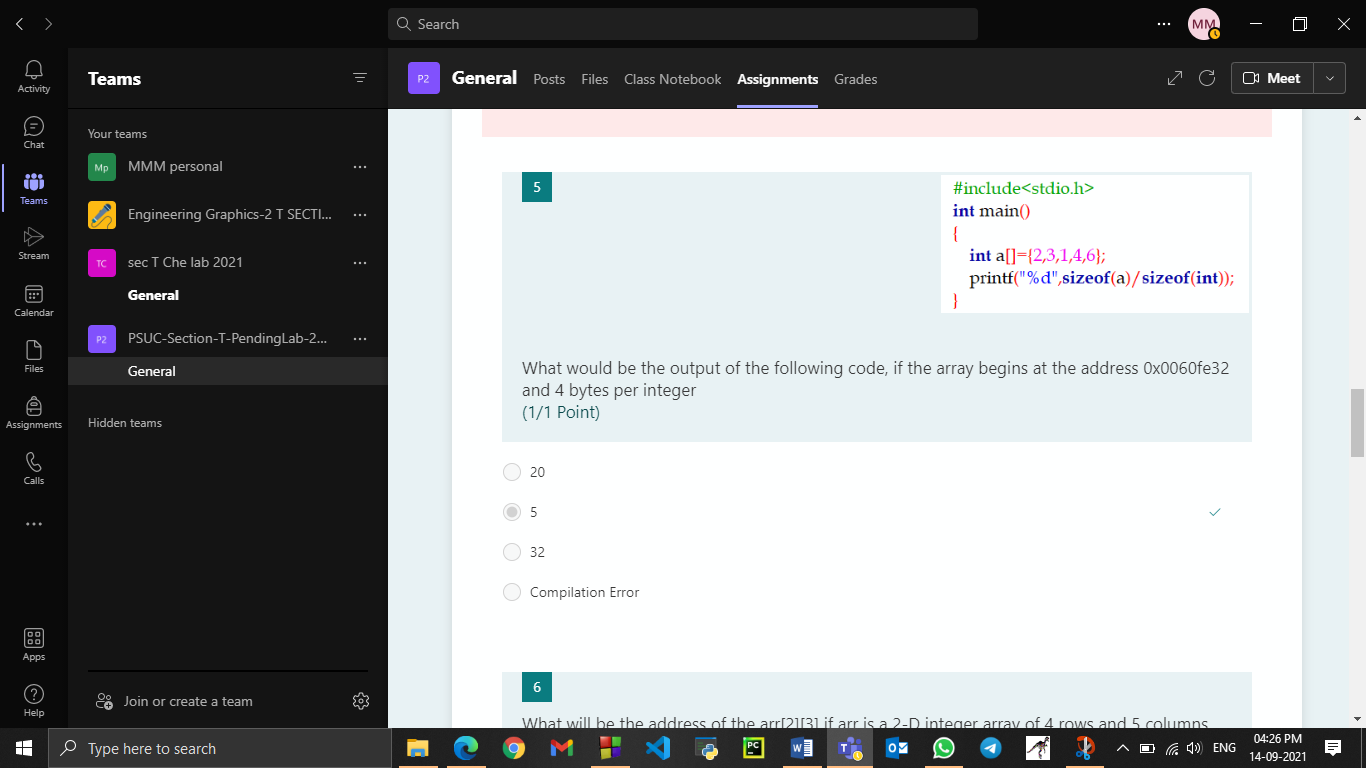 Search
MM
Activity
Chat
Teams
Stream
Calendar
Files
Assignments
Calls
Apps
Help
Teams
Your teams
Mp MMM personal
Engineering Graphics-2 T SECTI...
TC sec T Che lab 2021
General
P2 PSUC-Section-T-PendingLab-2...
General
Hidden teams
Join or create a team
P2 General Posts Files Class Notebook Assignments Grades
Meet
5
#include<stdio.h>
int main()
{
int a[]={2,3,1,4,6};
printf("%d",sizeof(a)/sizeof(int));
}
What would be the output of the following code, if the array begins at the address 0x0060fe32
and 4 bytes per integer
(1/1 Point)
20
5
32
Compilation Error
6
What will be the address of the arr[2][3] if arr is a 2-D integer array of 4 rows and 5 columns
Type here to search
PC
ENG
04:26 PM
14-09-2021